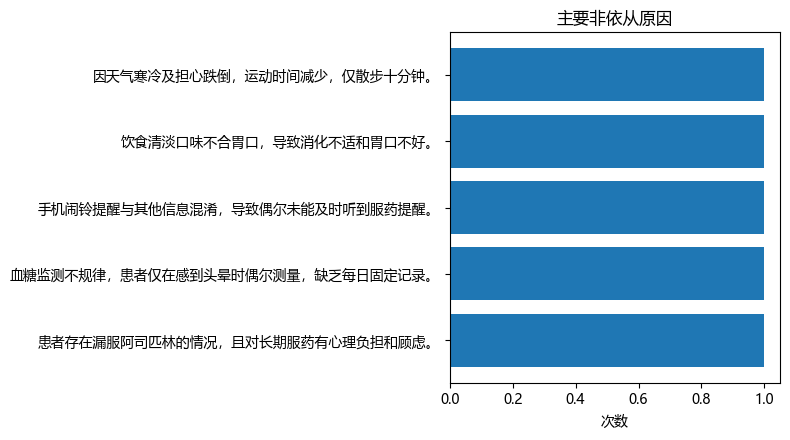 主要非依从原因
因天气寒冷及担心跌倒，运动时间减少，仅散步十分钟。
饮食清淡口味不合胃口，导致消化不适和胃口不好。
手机闹铃提醒与其他信息混淆，导致偶尔未能及时听到服药提醒。
血糖监测不规律，患者仅在感到头晕时偶尔测量，缺乏每日固定记录。
患者存在漏服阿司匹林的情况，且对长期服药有心理负担和顾虑。
0.0 0.2 0.4 0.6 0.8 1.0
次数